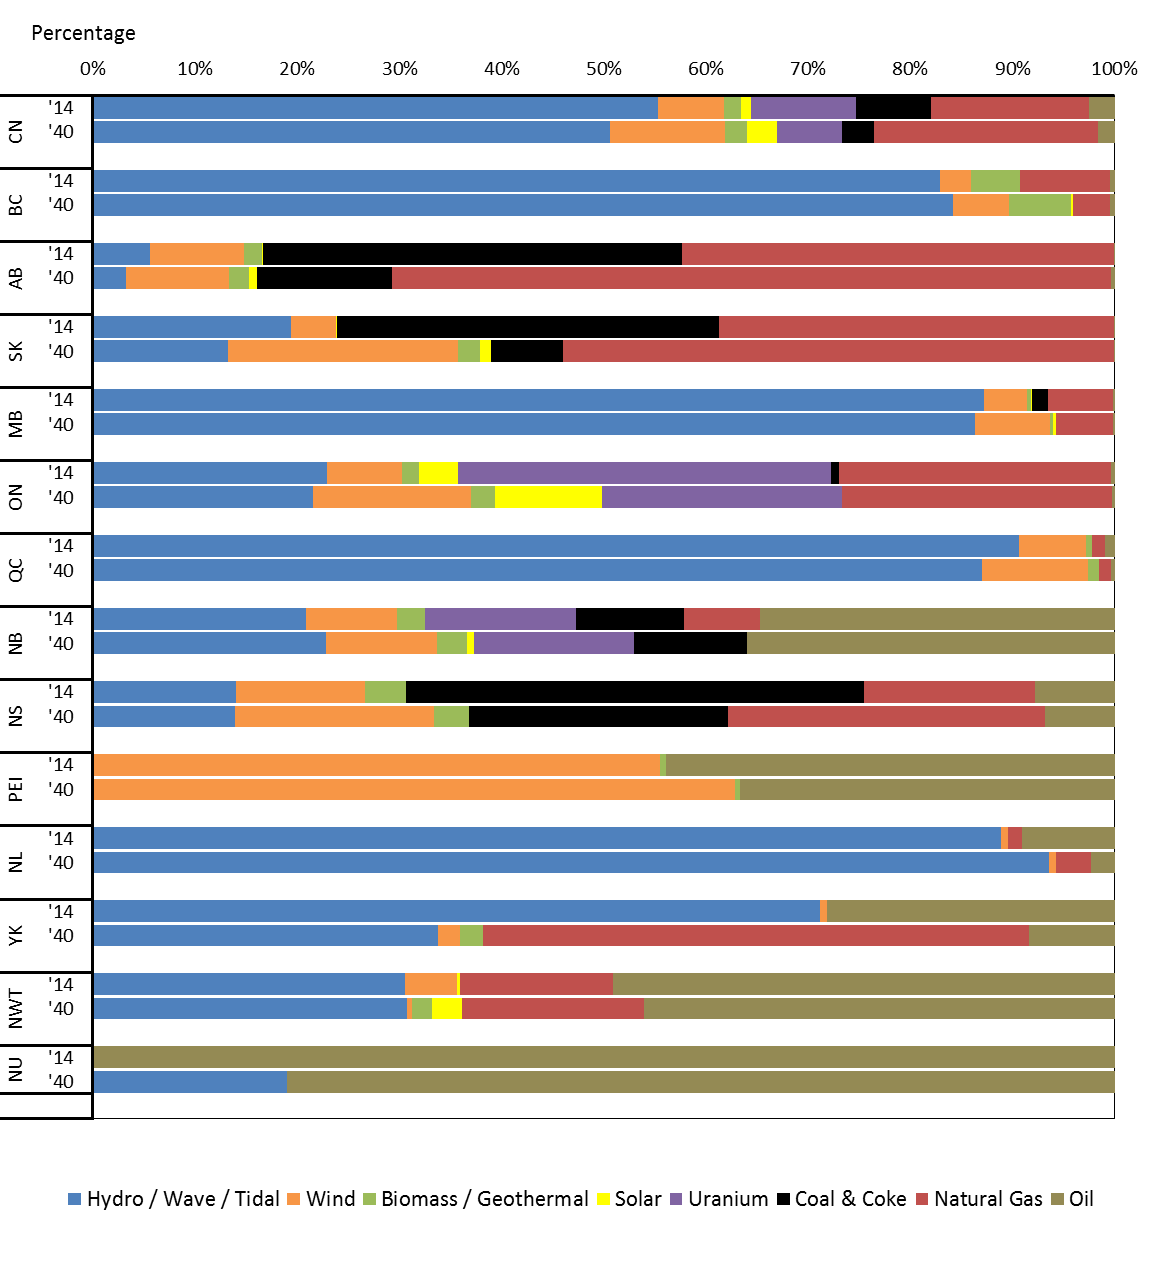 Percentage
0% 10% 20% 30% 40% 50% 60% 70% 80% 90% 100%
CN
'14
'40
BC
'14
'40
AB
'14
'40
SK
'14
'40
MB
'14
'40
ON
'14
'40
QC
'14
'40
NB
'14
'40
NS
'14
'40
PEI
'14
'40
NL
'14
'40
YK
'14
'40
NWT
'14
'40
NU
'14
'40
Hydro / Wave / Tidal Wind Biomass / Geothermal Solar Uranium Coal & Coke Natural Gas Oil